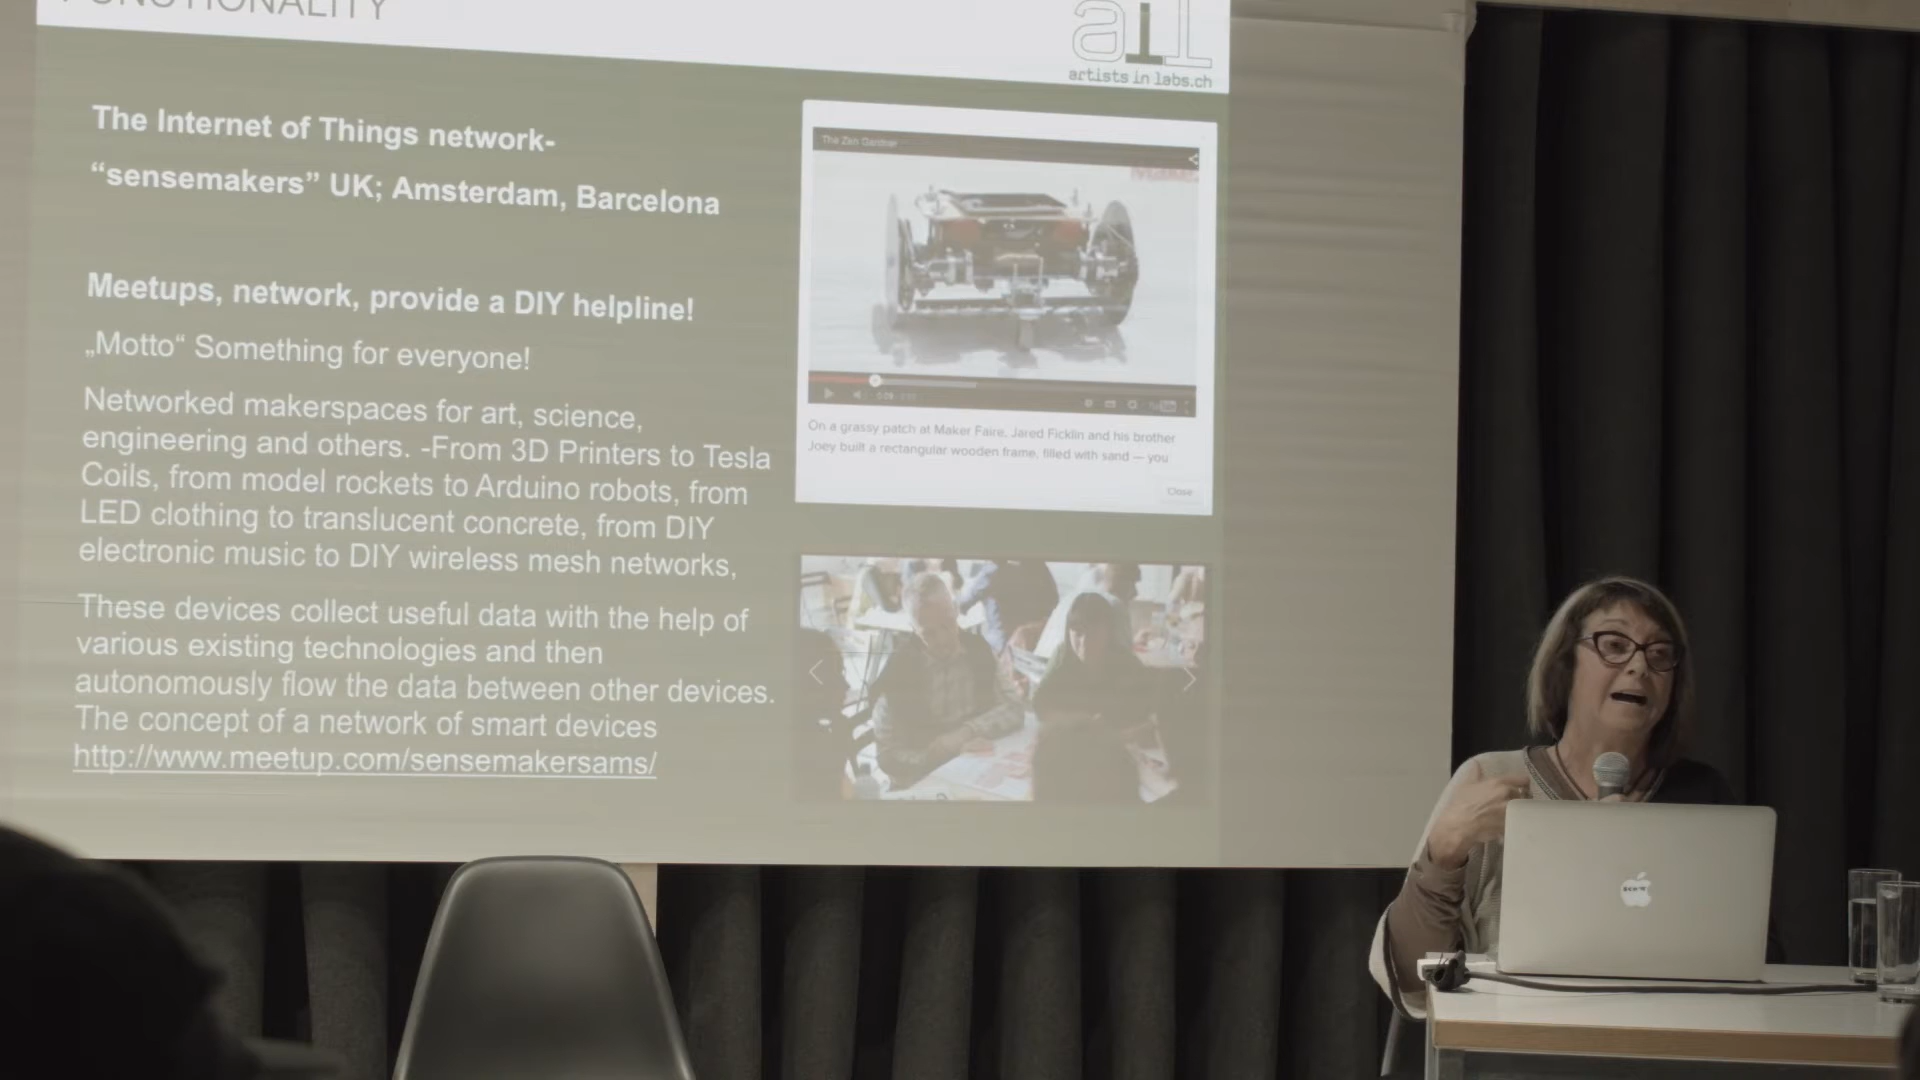 FUNCTIONALITY
ail
artists in labs.ch
The Internet of Things network-
“sensemakers” UK; Amsterdam, Barcelona
Meetups, network, provide a DIY helpline!
„Motto“ Something for everyone!
Networked makerspaces for art, science,
engineering and others. -From 3D Printers to Tesla
Coils, from model rockets to Arduino robots, from
LED clothing to translucent concrete, from DIY
electronic music to DIY wireless mesh networks,
These devices collect useful data with the help of
various existing technologies and then
autonomously flow the data between other devices.
The concept of a network of smart devices
http://www.meetup.com/sensemakersams/
The Zen Gardner
On a grassy patch at Maker Faire, Jared Ficklin and his brother
Joey built a rectangular wooden frame, filled with sand — you
Close